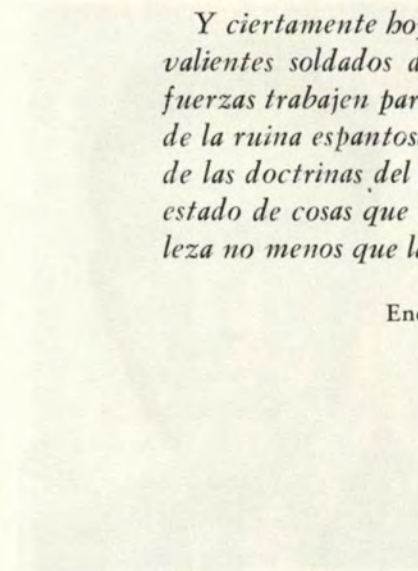 Y ciertamente ho
valientes soldados
fuerzas trabajen par
de la ruina espantos
de las doctrinas del
estado de cosas que
leza no menos que l
En